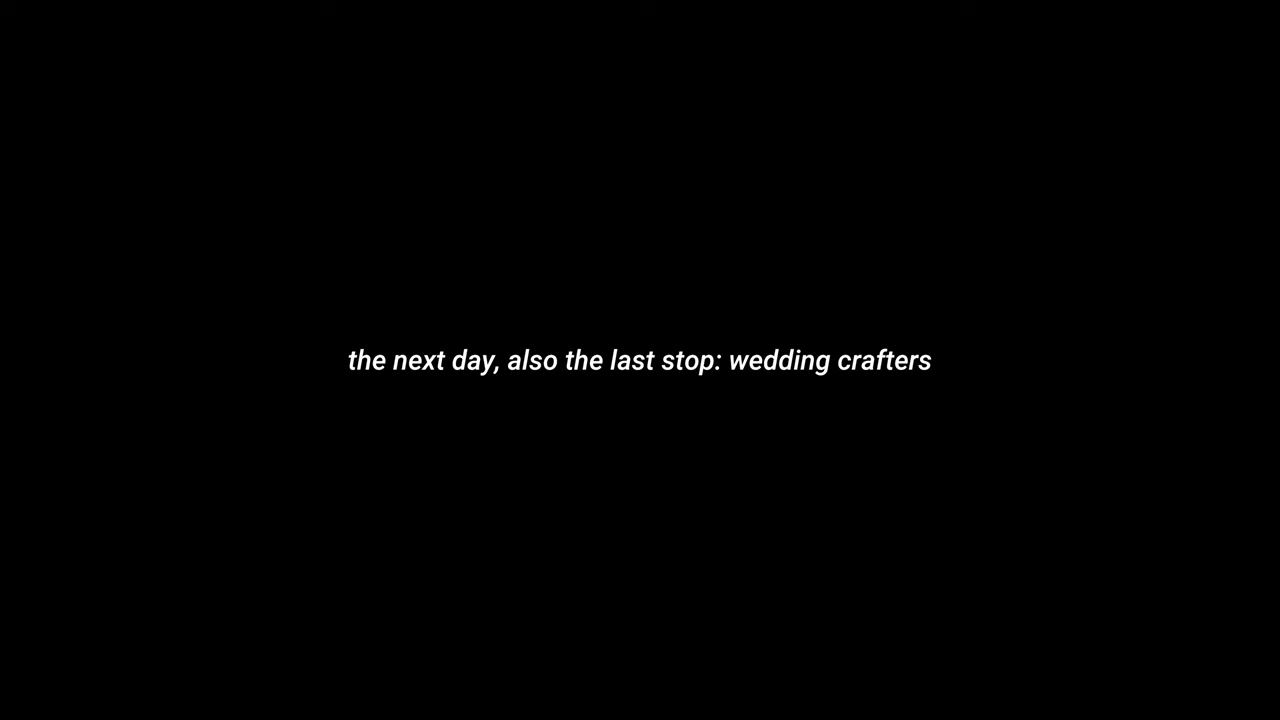 the next day, also the last stop: wedding crafters